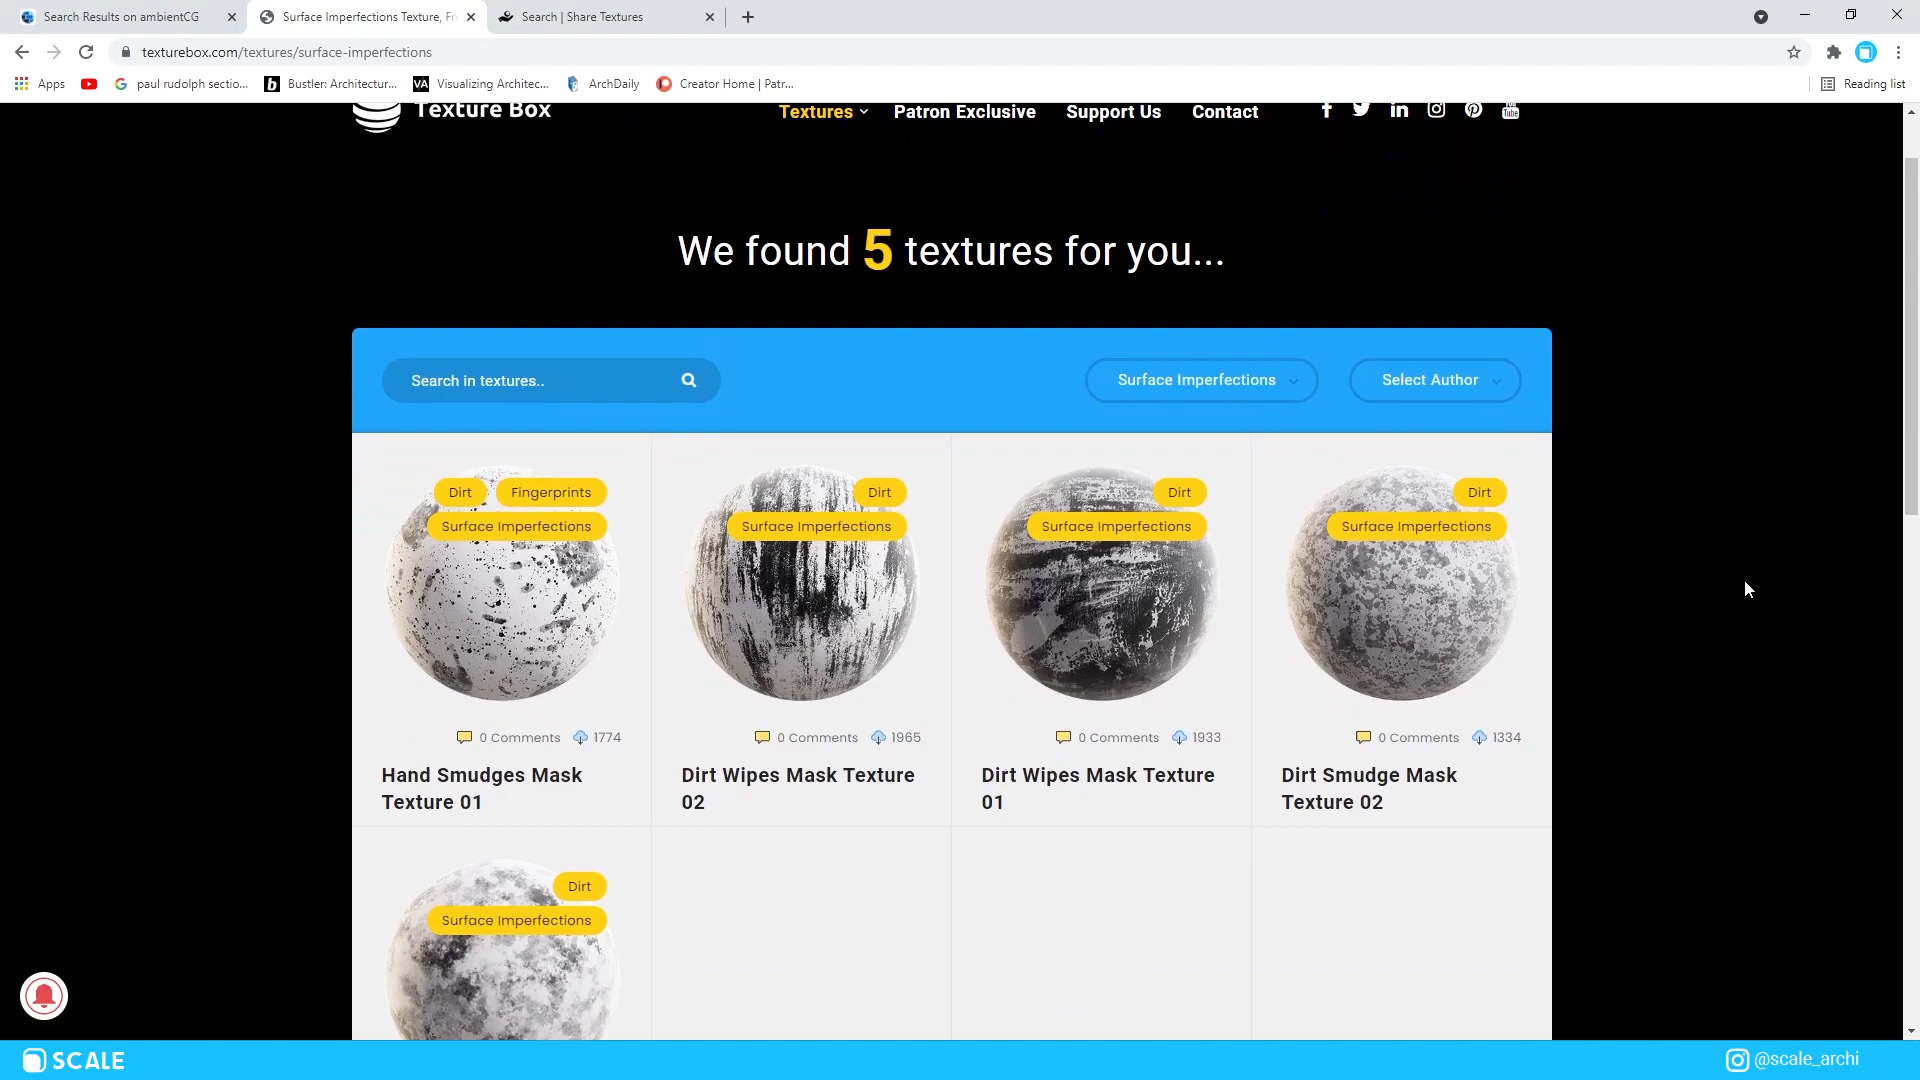 Search Results on ambientCG
Surface Imperfections Texture, Fr
Search | Share Textures
texturebox.com/textures/surface-imperfections
Apps
paul rudolph sectio...
Bustler: Architectur...
VA
Visualizing Architec...
ArchDaily
Creator Home | Patr...
Reading list
Texture Box
Textures
Patron Exclusive
Support Us
Contact
We found 5 textures for you...
Search in textures..
Surface Imperfections
Select Author
Dirt
Fingerprints
Surface Imperfections
Dirt
Surface Imperfections
Dirt
Surface Imperfections
Dirt
Surface Imperfections
0 Comments 1774
0 Comments 1965
0 Comments 1933
0 Comments 1334
Hand Smudges Mask
Texture 01
Dirt Wipes Mask Texture
02
Dirt Wipes Mask Texture
01
Dirt Smudge Mask
Texture 02
Dirt
Surface Imperfections
SCALE
@scale_archi